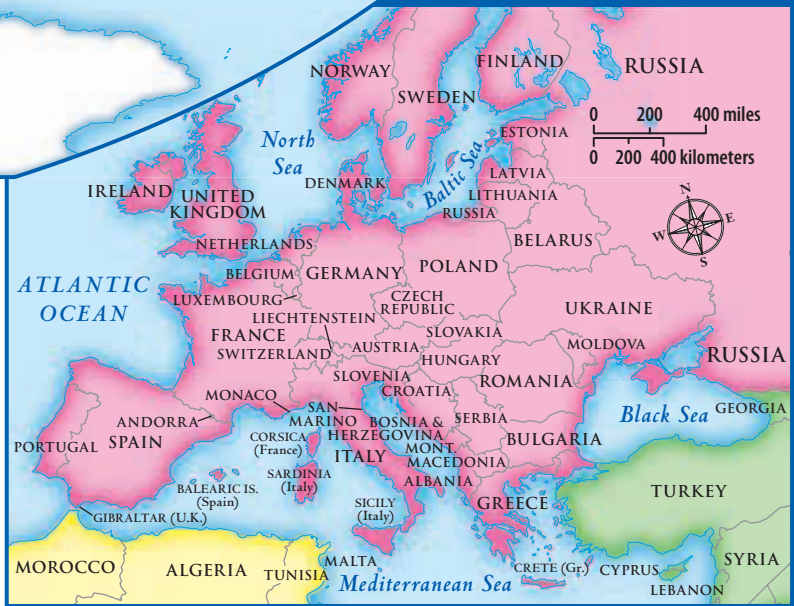 NORWAY
FINLAND
RUSSIA
SWEDEN
0 200 400 miles
0 200 400 kilometers
North
Sea
ESTONIA
Baltic Sea
LATVIA
LITHUANIA
RUSSIA
DENMARK
IRELAND
UNITED
KINGDOM
N
E
W
S
BELARUS
NETHERLANDS
BELGIUM
GERMANY
POLAND
ATLANTIC
OCEAN
LUXEMBOURG
CZECH
REPUBLIC
UKRAINE
LIECHTENSTEIN
FRANCE
SLOVAKIA
SWITZERLAND
AUSTRIA
HUNGARY
MOLDOVA
RUSSIA
SLOVENIA
CROATIA
ROMANIA
MONACO
SAN
MARINO
BOSNIA &
HERZEGOVINA
SERBIA
Black Sea
GEORGIA
ANDORRA
PORTUGAL
SPAIN
CORSICA
(France)
ITALY
MONT.
BULGARIA
MACEDONIA
ALBANIA
SARDINIA
(Italy)
BALEARIC IS.
(Spain)
SICILY
(Italy)
GREECE
TURKEY
GIBRALTAR (U.K.)
MOROCCO
ALGERIA
TUNISIA
MALTA
Mediterranean Sea
CRETE (Gr.)
CYPRUS
SYRIA
LEBANON